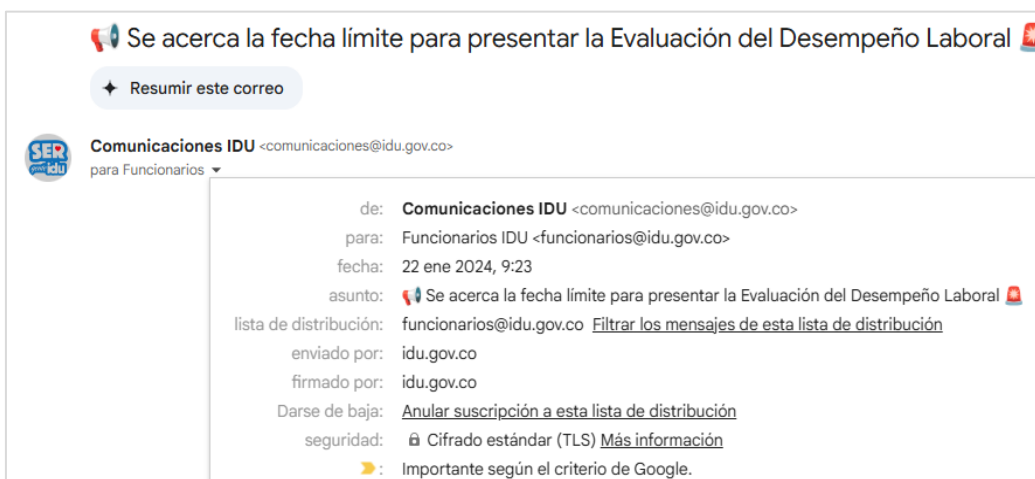 📢 Se acerca la fecha límite para presentar la Evaluación del Desempeño Laboral 🚨
Resumir este correo
SER
idu
Comunicaciones IDU <comunicaciones@idu.gov.co>
para Funcionarios
de: Comunicaciones IDU <comunicaciones@idu.gov.co>
para: Funcionarios IDU <funcionarios@idu.gov.co>
fecha: 22 ene 2024, 9:23
asunto: 📢 Se acerca la fecha límite para presentar la Evaluación del Desempeño Laboral 🚨
lista de distribución: funcionarios@idu.gov.co Filtrar los mensajes de esta lista de distribución
enviado por: idu.gov.co
firmado por: idu.gov.co
Darse de baja: Anular suscripción a esta lista de distribución
seguridad: Cifrado estándar (TLS) Más información
: Importante según el criterio de Google.